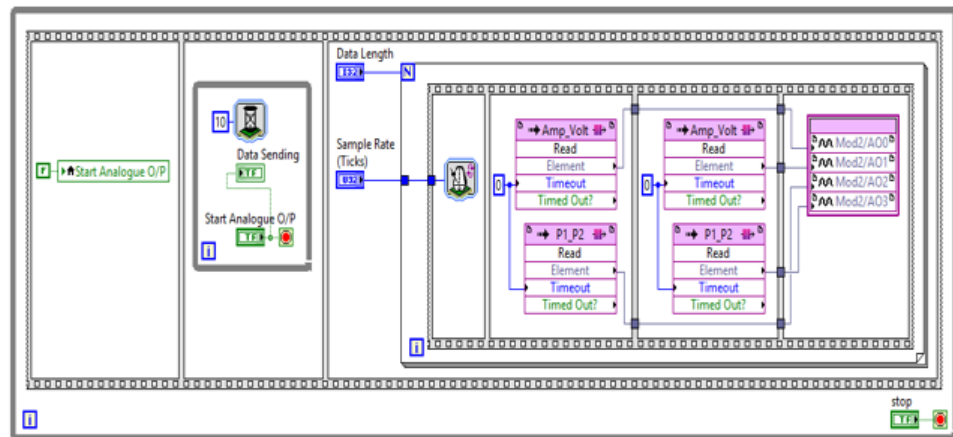 F
Start Analogue O/P
10
Data Sending
TF
Start Analogue O/P
TF
i
Data Length
I32
N
Sample Rate
(Ticks)
U32
0
Amp_Volt
Read
Element
Timeout
Timed Out?
P1_P2
Read
Element
Timeout
Timed Out?
0
Amp_Volt
Read
Element
Timeout
Timed Out?
P1_P2
Read
Element
Timeout
Timed Out?
Mod2/AO0
Mod2/AO1
Mod2/AO2
Mod2/AO3
i
i
stop
TF